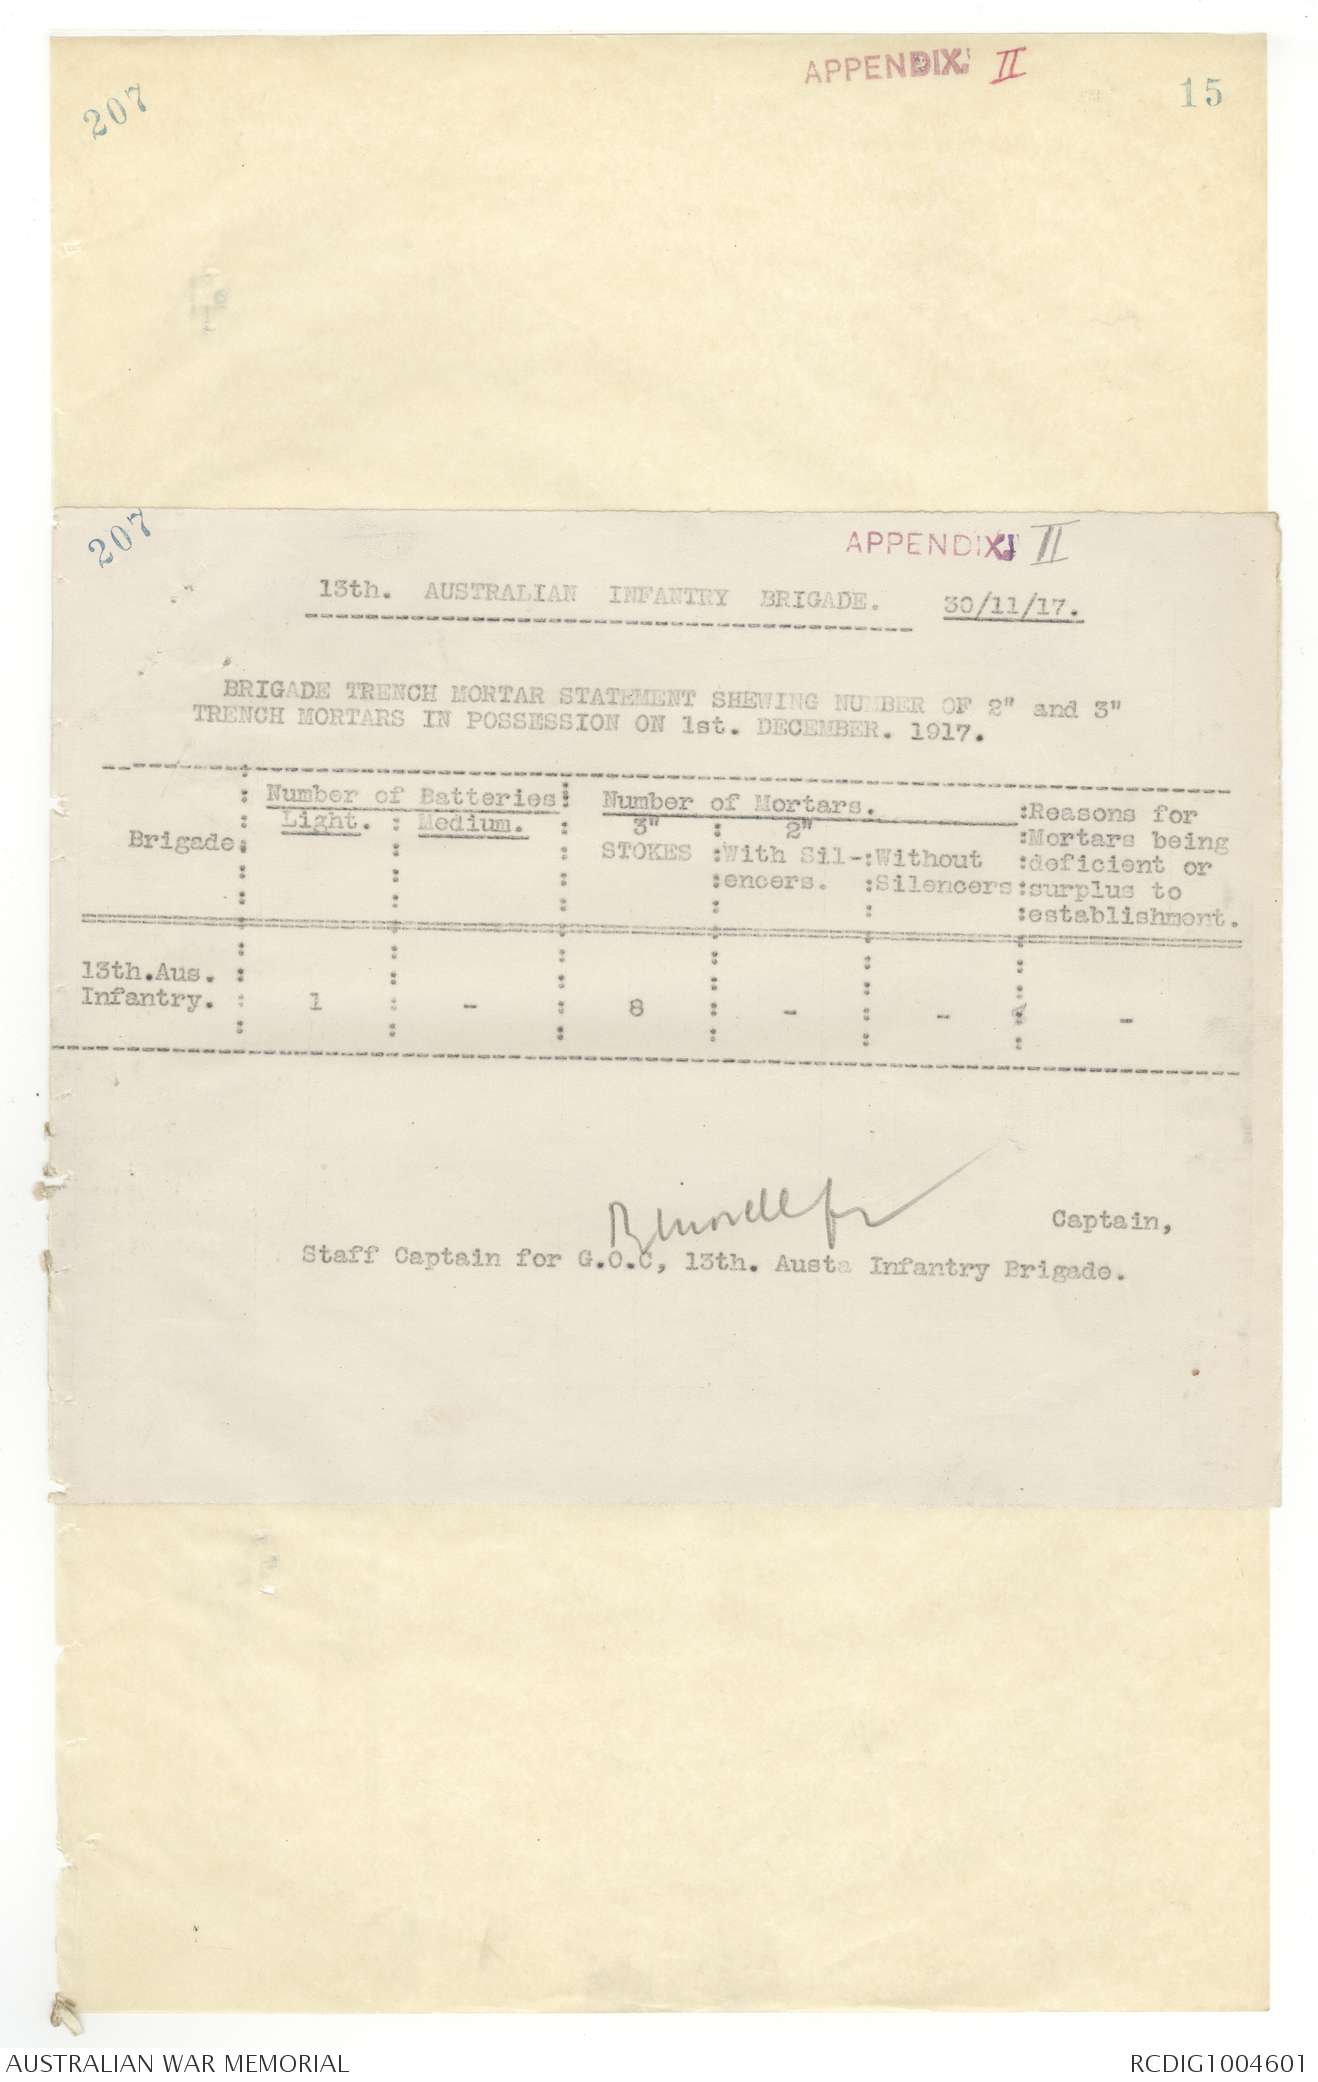 207
APPENDIX. II
15
207
APPENDIX. II
13th. AUSTRALIAN INFANTRY BRIGADE. 30/11/17.
BRIGADE TRENCH MORTAR STATEMENT SHEWING NUMBER OF 2" and 3"
TRENCH MORTARS IN POSSESSION ON 1st. DECEMBER. 1917.
: Number of Batteries: Number of Mortars. :Reasons for
Brigade: Light. : Medium. : 3" : 2" :Mortars being
: : : STOKES :With Sil-:Without :deficient or
: : : :encers. :Silencers:surplus to
:establishment.
13th.Aus. :
Infantry. : 1 : - : 8 : - : - : -
Captain,
Staff Captain for G.O.C, 13th. Austa Infantry Brigade.
AUSTRALIAN WAR MEMORIAL
RCDIG1004601